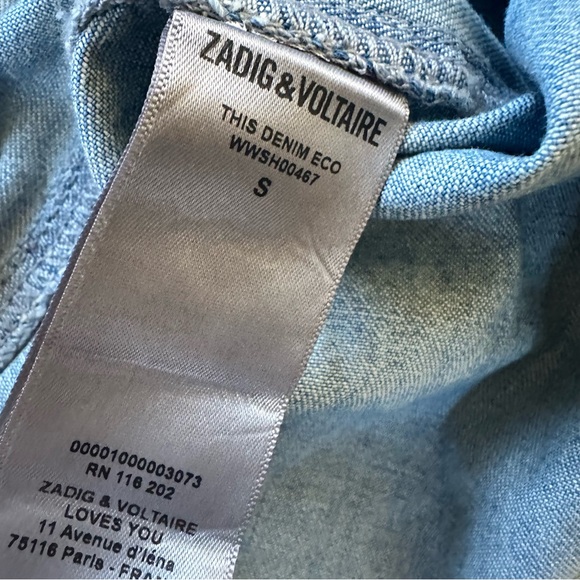 ZADIG&VOLTAIRE
THIS DENIM ECO
WWSH00467
S
00001000003073
RN 116 202
ZADIG & VOLTAIRE
LOVES YOU
11 Avenue d'Iéna
75116 Paris - FRAN